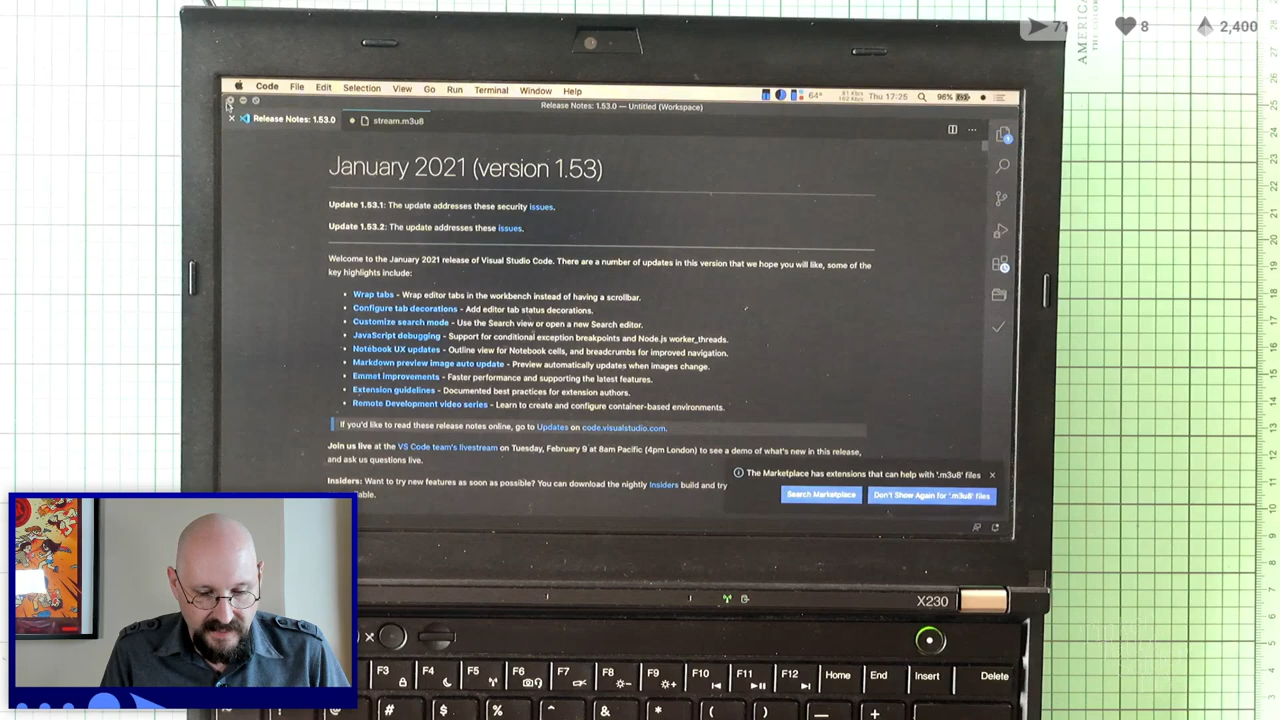 71 8 2,400
AMERICA
THE COLO
Code File Edit Selection View Go Run Terminal Window Help 64° Thu 17:25 96%
Release Notes: 1.53.0 — Untitled (Workspace)
Release Notes: 1.53.0 stream.m3u8
January 2021 (version 1.53)
Update 1.53.1: The update addresses these security issues.
Update 1.53.2: The update addresses these issues.
Welcome to the January 2021 release of Visual Studio Code. There are a number of updates in this version that we hope you will like, some of the
key highlights include:
• Wrap tabs - Wrap editor tabs in the workbench instead of having a scrollbar.
• Configure tab decorations - Add editor tab status decorations.
• Customize search mode - Use the Search view or open a new Search editor.
• JavaScript debugging - Support for conditional exception breakpoints and Node.js worker_threads.
• Notebook UX updates - Outline view for Notebook cells, and breadcrumbs for improved navigation.
• Markdown preview image auto update - Preview automatically updates when images change.
• Emmet improvements - Faster performance and supporting the latest features.
• Extension guidelines - Documented best practices for extension authors.
• Remote Development video series - Learn to create and configure container-based environments.
If you'd like to read these release notes online, go to Updates on code.visualstudio.com.
Join us live at the VS Code team's livestream on Tuesday, February 9 at 8am Pacific (4pm London) to see a demo of what's new in this release,
and ask us questions live.
The Marketplace has extensions that can help with '.m3u8' files
Insiders: Want to try new features as soon as possible? You can download the nightly Insiders build and try
Search Marketplace Don't Show Again for '.m3u8' files
X230
F3 F4 F5 F6 F7 F8 F9 F10 F11 F12 Home End Insert Delete
# $ % ^ & * ( ) — +